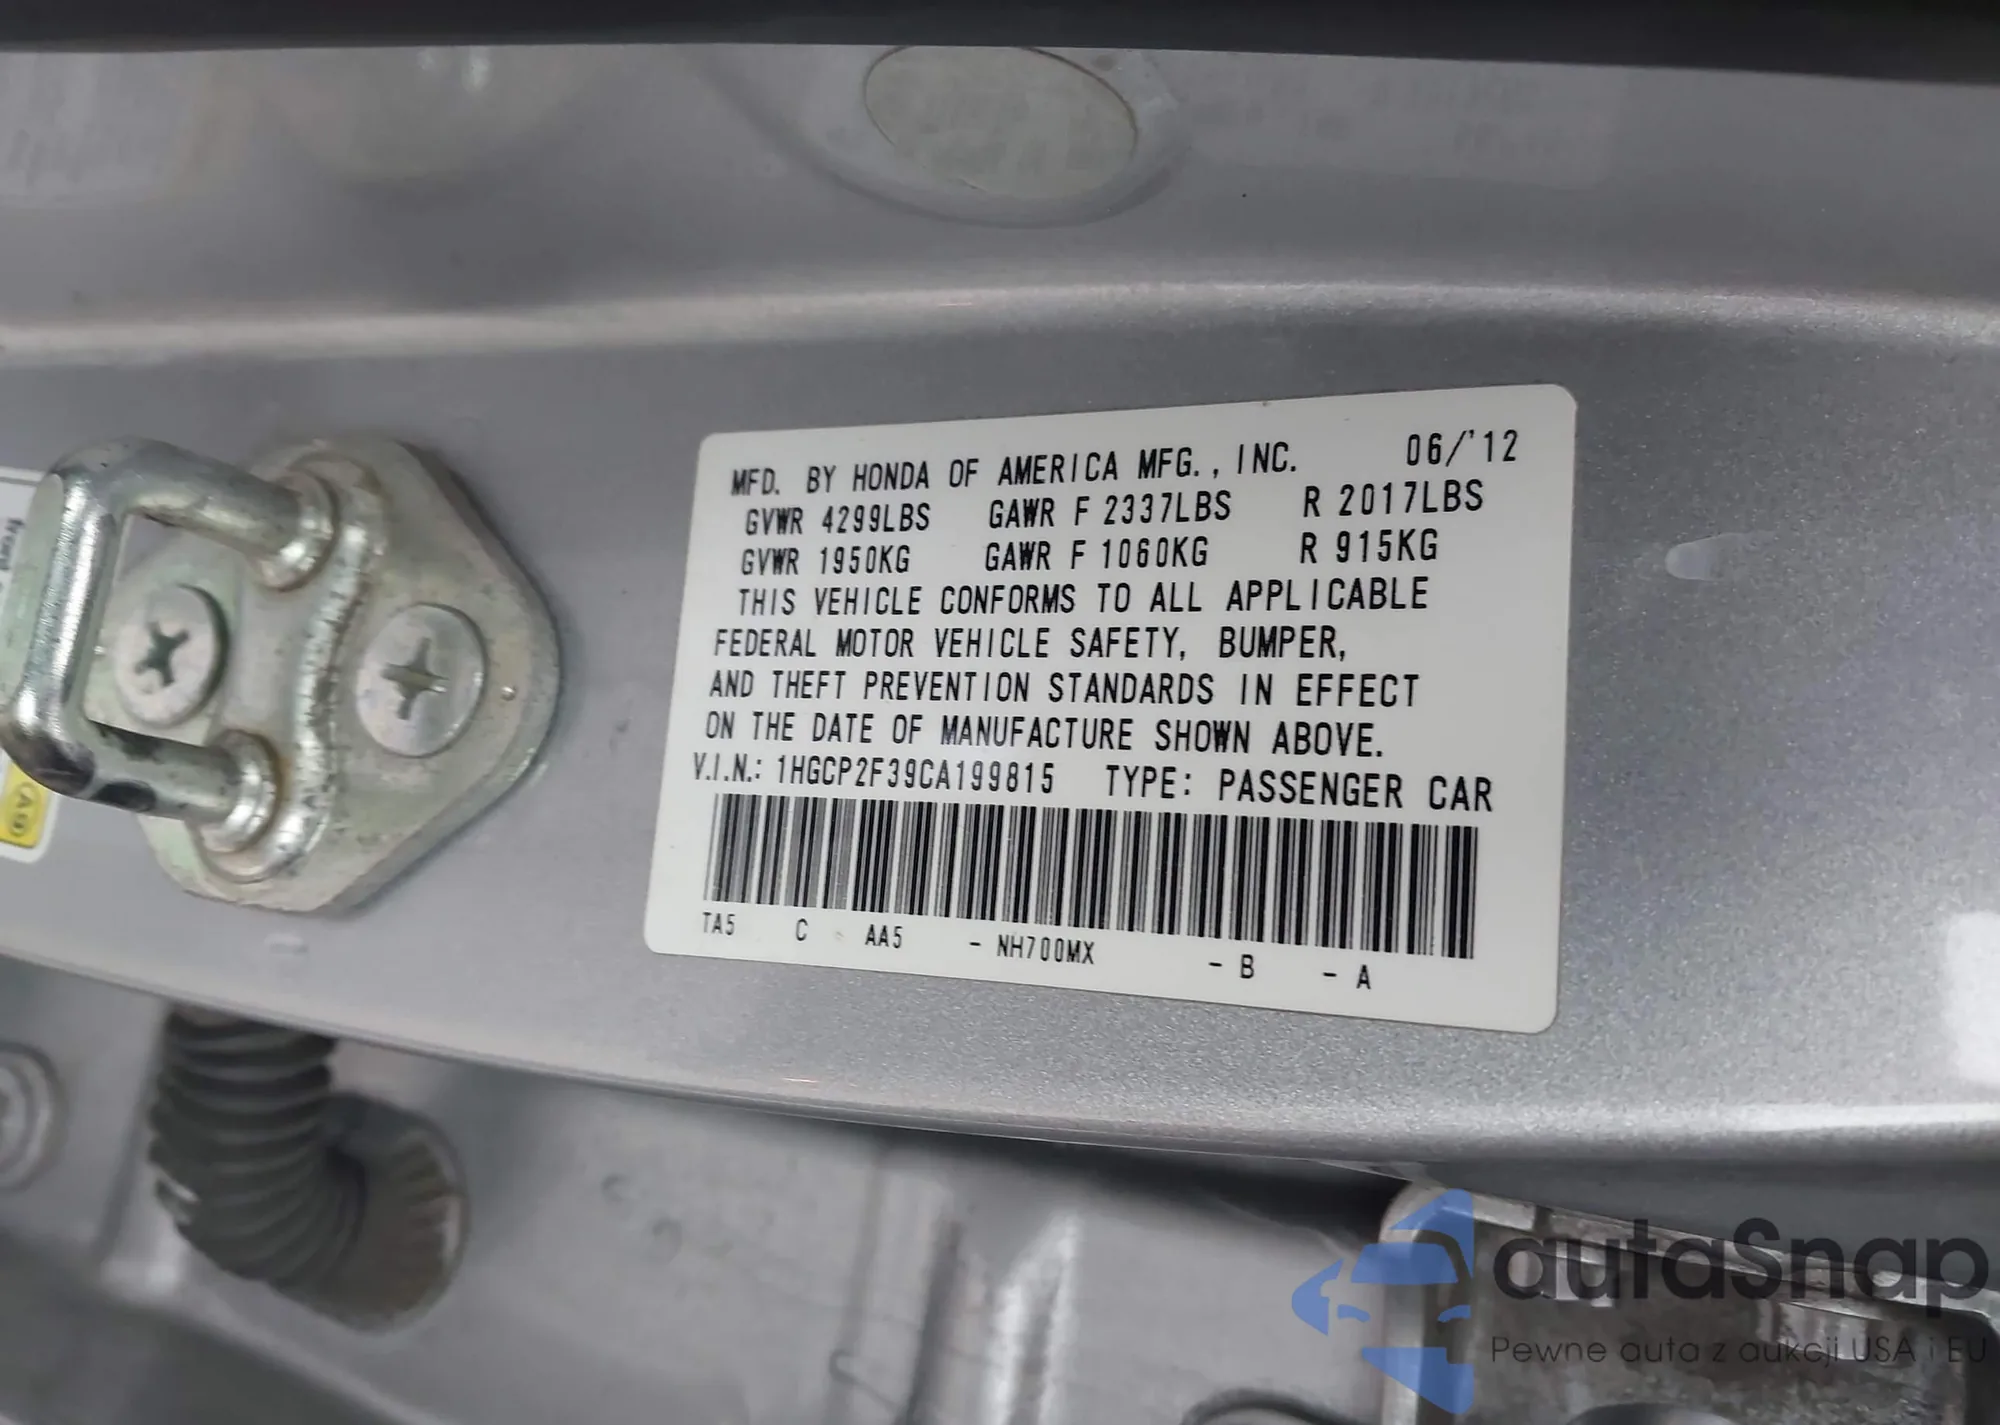 MFD. BY HONDA OF AMERICA MFG., INC. 06/'12
GVWR 4299LBS GAWR F 2337LBS R 2017LBS
GVWR 1950KG GAWR F 1060KG R 915KG
THIS VEHICLE CONFORMS TO ALL APPLICABLE
FEDERAL MOTOR VEHICLE SAFETY, BUMPER,
AND THEFT PREVENTION STANDARDS IN EFFECT
ON THE DATE OF MANUFACTURE SHOWN ABOVE.
V.I.N.: 1HGCP2F39CA199815 TYPE: PASSENGER CAR
TA5 C AA5 - NH700MX - B - A
autaSnap
Pewne auta z aukcji USA i EU